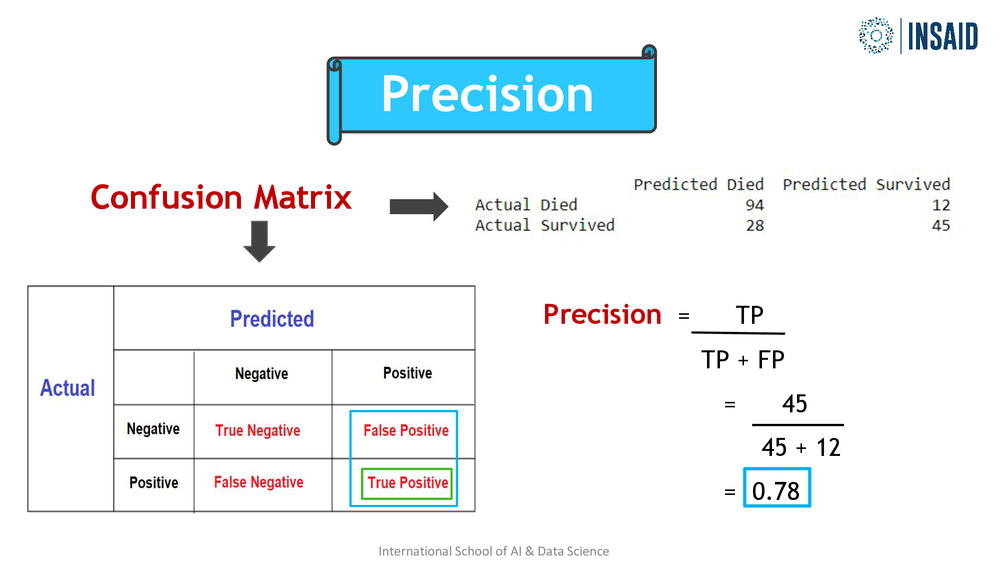 INSAID
Precision
Confusion Matrix
Predicted Died Predicted Survived
Actual Died 94 12
Actual Survived 28 45
Predicted
Actual
Negative Positive
Negative True Negative False Positive
Positive False Negative True Positive
Precision = TP
TP + FP
= 45
45 + 12
= 0.78
International School of AI & Data Science